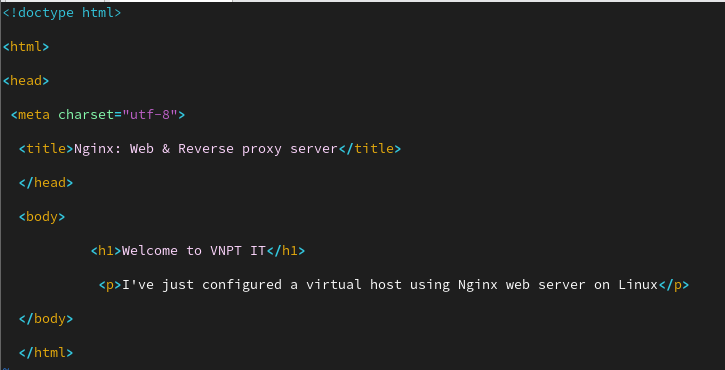 <!doctype html>
<html>
<head>
<meta charset="utf-8">
<title>Nginx: Web & Reverse proxy server</title>
</head>
<body>
<h1>Welcome to VNPT IT</h1>
<p>I've just configured a virtual host using Nginx web server on Linux</p>
</body>
</html>